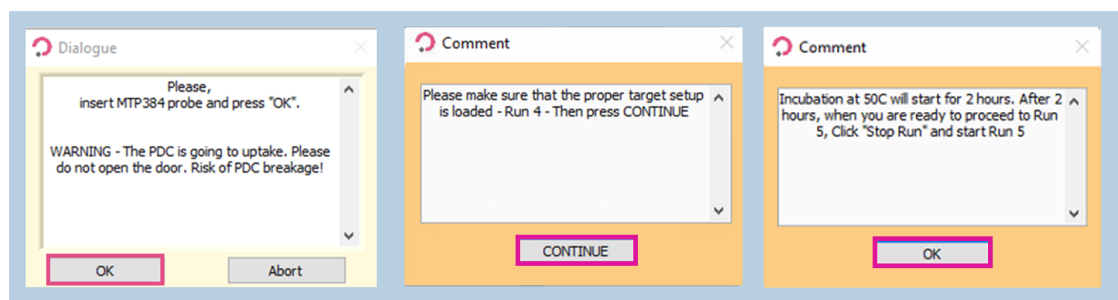 Dialogue
Please,
insert MTP384 probe and press "OK".
WARNING - The PDC is going to uptake. Please
do not open the door. Risk of PDC breakage!
OK
Abort
Comment
Please make sure that the proper target setup
is loaded - Run 4 - Then press CONTINUE
CONTINUE
Comment
Incubation at 50C will start for 2 hours. After 2
hours, when you are ready to proceed to Run
5, Click "Stop Run" and start Run 5
OK